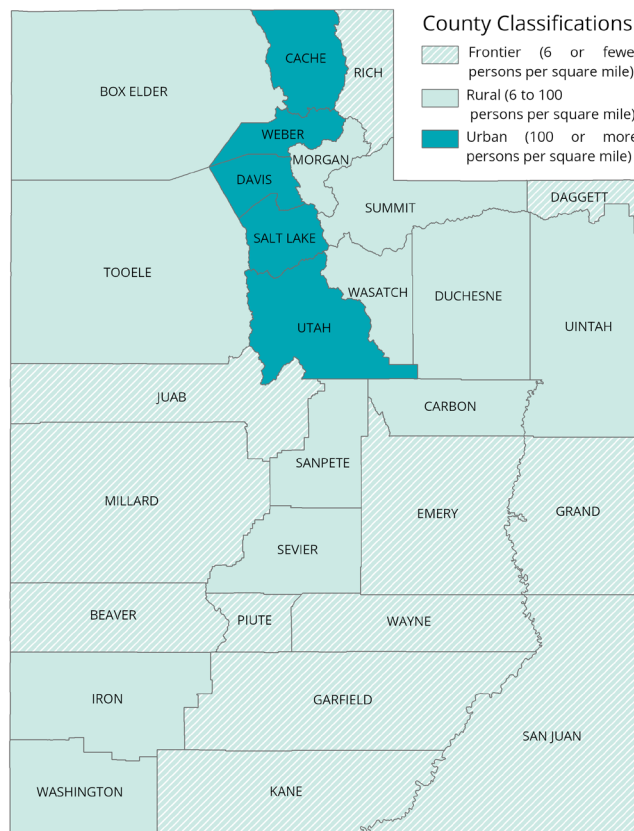 County Classifications
Frontier (6 or fewe
persons per square mile)
Rural (6 to 100
persons per square mile)
Urban (100 or more
persons per square mile)
CACHE
RICH
BOX ELDER
WEBER
MORGAN
DAVIS
DAGGETT
SUMMIT
SALT LAKE
TOOELE
WASATCH
DUCHESNE
UINTAH
UTAH
JUAB
CARBON
SANPETE
MILLARD
EMERY
GRAND
SEVIER
BEAVER
PIUTE
WAYNE
IRON
GARFIELD
SAN JUAN
WASHINGTON
KANE